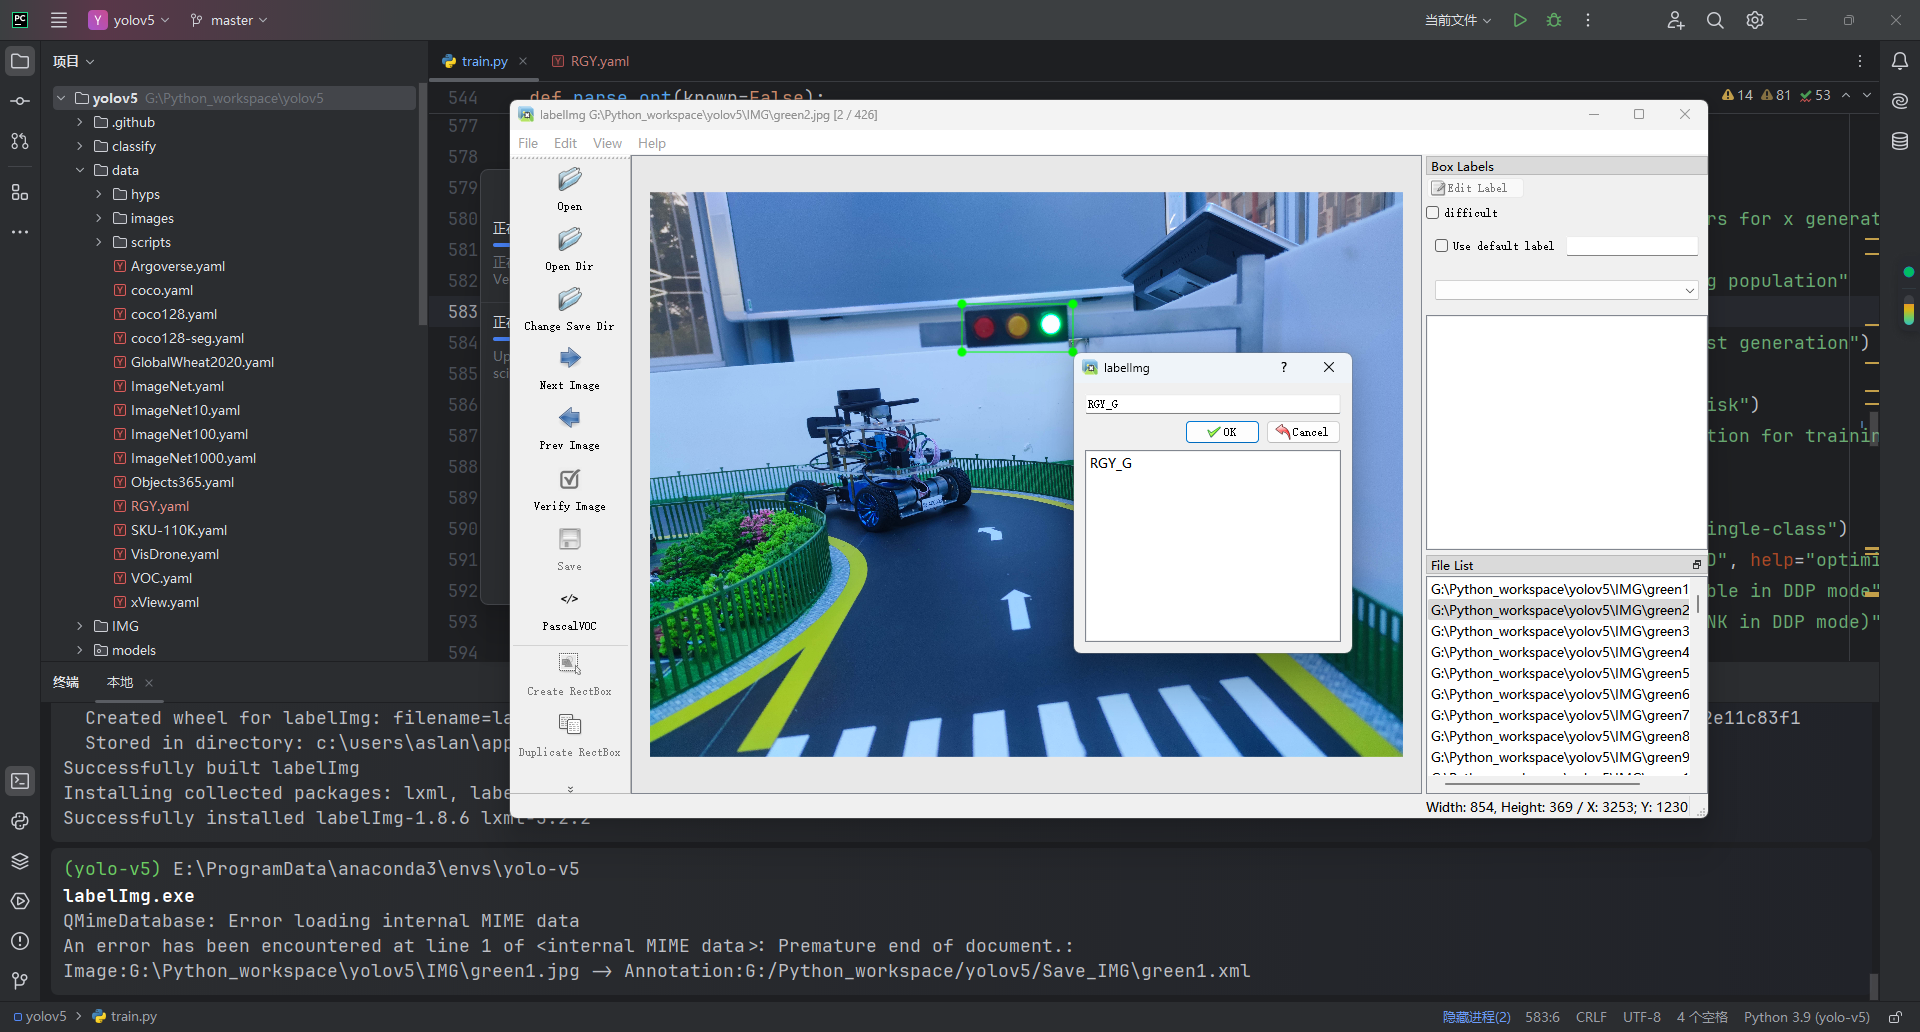 PC
Y yolov5
master
当前文件
项目
yolov5 G:\Python_workspace\yolov5
.github
classify
data
hyps
images
scripts
Argoverse.yaml
coco.yaml
coco128.yaml
coco128-seg.yaml
GlobalWheat2020.yaml
ImageNet.yaml
ImageNet10.yaml
ImageNet100.yaml
ImageNet1000.yaml
Objects365.yaml
RGY.yaml
SKU-110K.yaml
VisDrone.yaml
VOC.yaml
xView.yaml
IMG
models
train.py
RGY.yaml
14 81 53
544 def parse_opt(known=False):
577
578
579
580 rs for x generat
581
582 g population"
583
584 st generation")
585
586 isk")
587 tion for trainin
588
589
590 ingle-class")
591 ", help="optimi
592 ble in DDP mode"
593 NK in DDP mode)"
594
labelImg G:\Python_workspace\yolov5\IMG\green2.jpg [2 / 426]
File Edit View Help
Open
Open Dir
Change Save Dir
Next Image
Prev Image
Verify Image
Save
</>
PascalVOC
Create RectBox
Duplicate RectBox
labelImg
RGY_G
OK
Cancel
RGY_G
Box Labels
Edit Label
difficult
Use default label
File List
G:\Python_workspace\yolov5\IMG\green1
G:\Python_workspace\yolov5\IMG\green2
G:\Python_workspace\yolov5\IMG\green3
G:\Python_workspace\yolov5\IMG\green4
G:\Python_workspace\yolov5\IMG\green5
G:\Python_workspace\yolov5\IMG\green6
G:\Python_workspace\yolov5\IMG\green7
G:\Python_workspace\yolov5\IMG\green8
G:\Python_workspace\yolov5\IMG\green9
Width: 854, Height: 369 / X: 3253; Y: 1230
终端 本地
Created wheel for labelImg: filename=la 2e11c83f1
Stored in directory: c:\users\aslan\app
Successfully built labelImg
Installing collected packages: lxml, labe
Successfully installed labelImg-1.8.6
(yolo-v5) E:\ProgramData\anaconda3\envs\yolo-v5
labelImg.exe
QMimeDatabase: Error loading internal MIME data
An error has been encountered at line 1 of <internal MIME data>: Premature end of document.:
Image:G:\Python_workspace\yolov5\IMG\green1.jpg -> Annotation:G:/Python_workspace/yolov5/Save_IMG\green1.xml
yolov5 > train.py
隐藏进程(2) 583:6 CRLF UTF-8 4 个空格 Python 3.9 (yolo-v5)